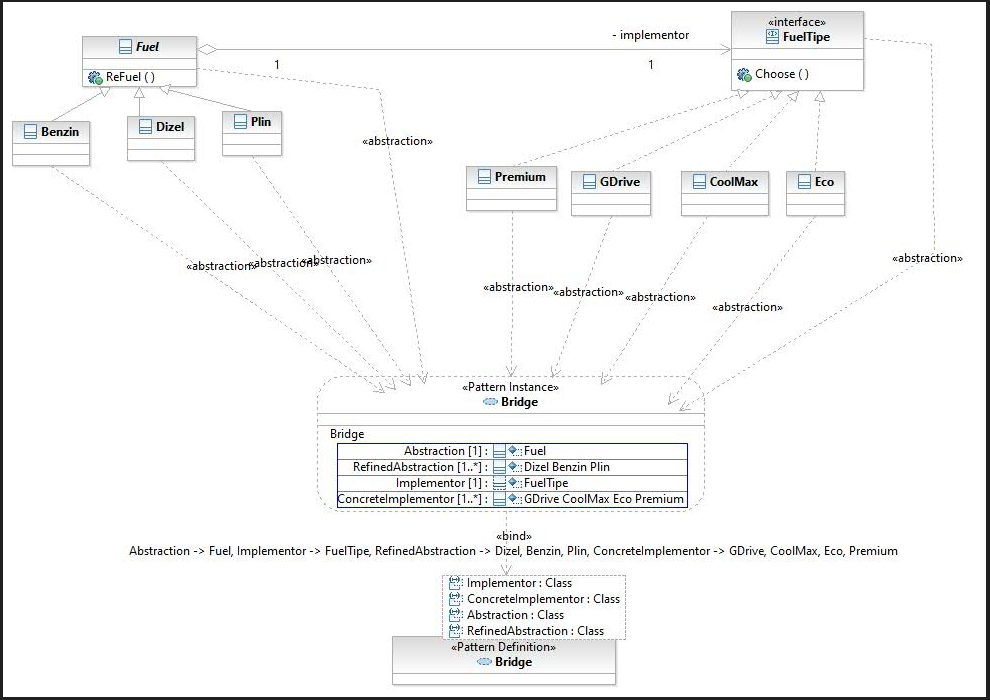 «interface»
Fuel
- implementor
FuelTipe
1
1
ReFuel ( )
Choose ( )
Benzin
Dizel
Plin
«abstraction»
Premium
GDrive
CoolMax
Eco
«abstraction»
«abstraction»
«abstraction»
«abstraction»
«abstraction»
«abstraction»
«abstraction»
«abstraction»
«Pattern Instance»
Bridge
Bridge
Abstraction [1] : Fuel
RefinedAbstraction [1..*] : Dizel Benzin Plin
Implementor [1] : FuelTipe
ConcreteImplementor [1..*] : GDrive CoolMax Eco Premium
«bind»
Abstraction -> Fuel, Implementor -> FuelTipe, RefinedAbstraction -> Dizel, Benzin, Plin, ConcreteImplementor -> GDrive, CoolMax, Eco, Premium
Implementor : Class
ConcreteImplementor : Class
Abstraction : Class
RefinedAbstraction : Class
«Pattern Definition»
Bridge